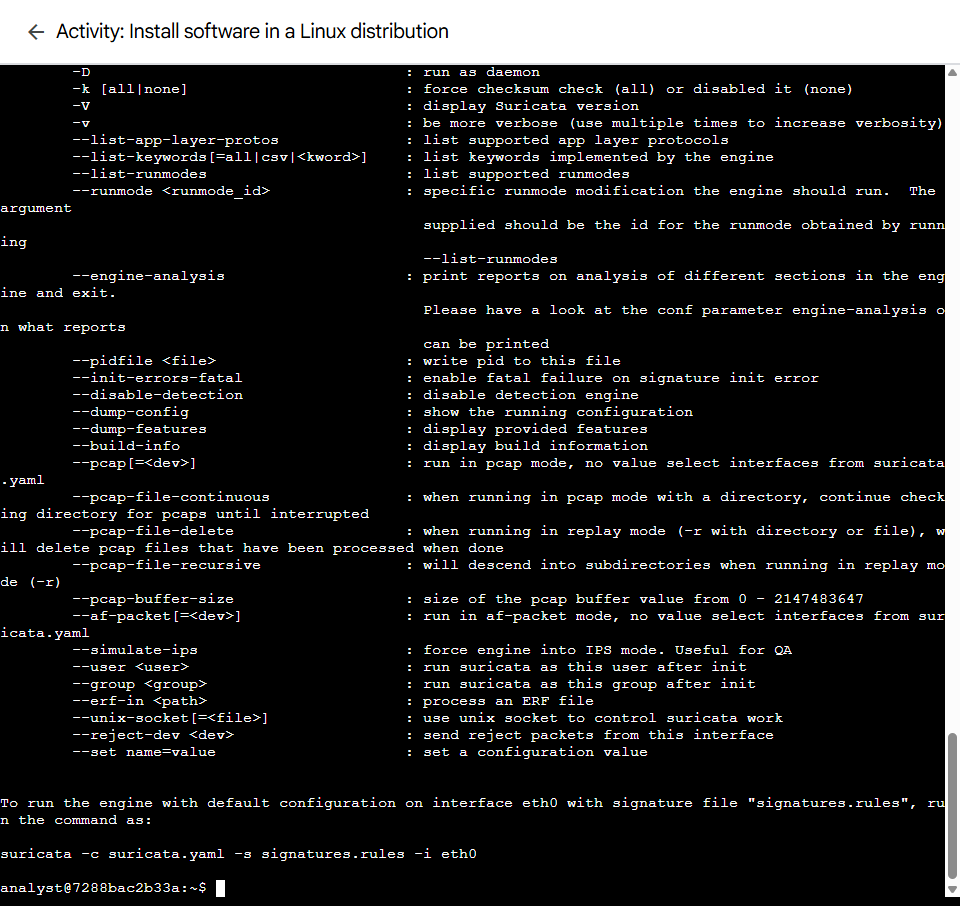 Activity: Install software in a Linux distribution
-D : run as daemon
-k [all|none] : force checksum check (all) or disabled it (none)
-V : display Suricata version
-v : be more verbose (use multiple times to increase verbosity)
--list-app-layer-protos : list supported app layer protocols
--list-keywords[=all|csv|<kword>] : list keywords implemented by the engine
--list-runmodes : list supported runmodes
--runmode <runmode_id> : specific runmode modification the engine should run.  The
argument
supplied should be the id for the runmode obtained by runn
ing
--list-runmodes
--engine-analysis : print reports on analysis of different sections in the eng
ine and exit.
Please have a look at the conf parameter engine-analysis o
n what reports
can be printed
--pidfile <file> : write pid to this file
--init-errors-fatal : enable fatal failure on signature init error
--disable-detection : disable detection engine
--dump-config : show the running configuration
--dump-features : display provided features
--build-info : display build information
--pcap[=<dev>] : run in pcap mode, no value select interfaces from suricata
.yaml
--pcap-file-continuous : when running in pcap mode with a directory, continue check
ing directory for pcaps until interrupted
--pcap-file-delete : when running in replay mode (-r with directory or file), w
ill delete pcap files that have been processed when done
--pcap-file-recursive : will descend into subdirectories when running in replay mo
de (-r)
--pcap-buffer-size : size of the pcap buffer value from 0 - 2147483647
--af-packet[=<dev>] : run in af-packet mode, no value select interfaces from sur
icata.yaml
--simulate-ips : force engine into IPS mode. Useful for QA
--user <user> : run suricata as this user after init
--group <group> : run suricata as this group after init
--erf-in <path> : process an ERF file
--unix-socket[=<file>] : use unix socket to control suricata work
--reject-dev <dev> : send reject packets from this interface
--set name=value : set a configuration value
To run the engine with default configuration on interface eth0 with signature file "signatures.rules", ru
n the command as:
suricata -c suricata.yaml -s signatures.rules -i eth0
analyst@7288bac2b33a:~$